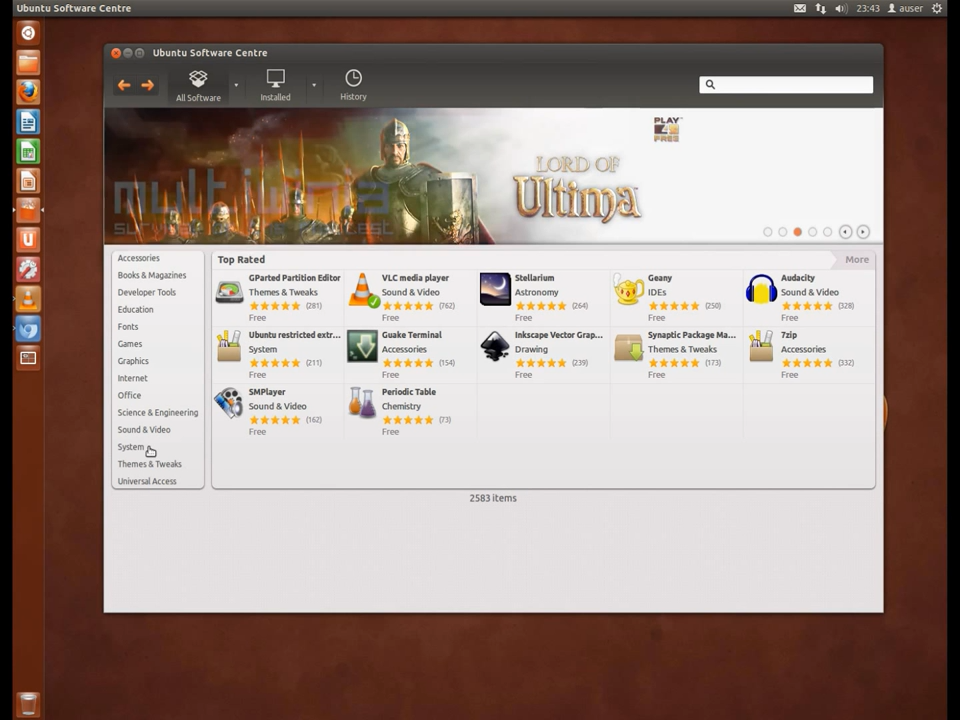 Ubuntu Software Centre
23:43 auser
Ubuntu Software Centre
All Software
Installed
History
PLAY
4
FREE
LORD OF
Ultima
multiwinia
Accessories
Books & Magazines
Developer Tools
Education
Fonts
Games
Graphics
Internet
Office
Science & Engineering
Sound & Video
System
Themes & Tweaks
Universal Access
Top Rated
More
GParted Partition Editor
Themes & Tweaks
(281)
Free
VLC media player
Sound & Video
(762)
Free
Stellarium
Astronomy
(264)
Free
Geany
IDEs
(250)
Free
Audacity
Sound & Video
(328)
Free
Ubuntu restricted extr...
System
(211)
Free
Guake Terminal
Accessories
(154)
Free
Inkscape Vector Grap...
Drawing
(239)
Free
Synaptic Package Ma...
Themes & Tweaks
(173)
Free
7zip
Accessories
(332)
Free
SMPlayer
Sound & Video
(162)
Free
Periodic Table
Chemistry
(73)
Free
2583 items